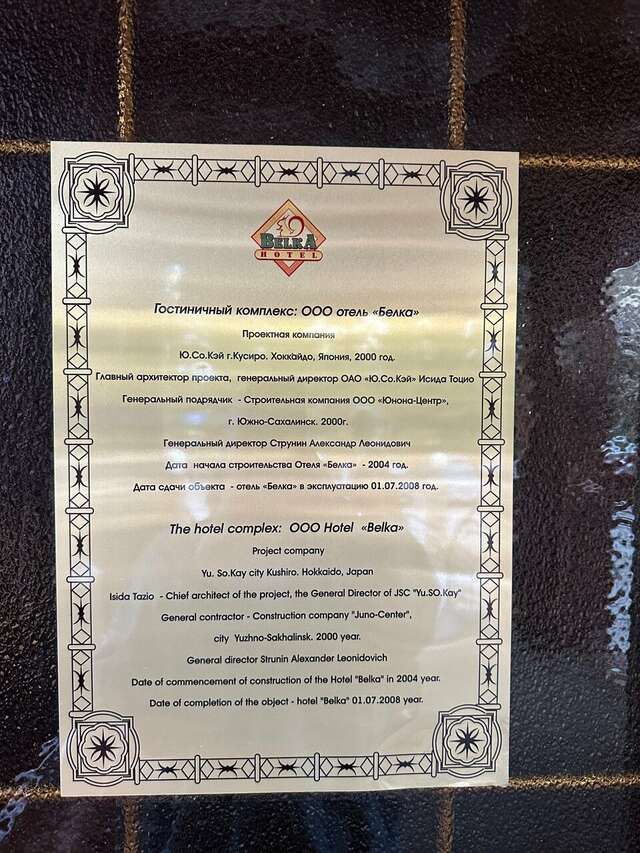 BELKA
HOTEL
Гостиничный комплекс: ООО отель «Белка»
Проектная компания
Ю.Со.Кэй г.Кусиро. Хоккайдо, Япония, 2000 год.
Главный архитектор проекта, генеральный директор ОАО «Ю.Со.Кэй» Исида Тоцио
Генеральный подрядчик - Строительная компания ООО «Юнона-Центр»,
г. Южно-Сахалинск. 2000г.
Генеральный директор Струнин Александр Леонидович
Дата начала строительства Отеля «Белка» - 2004 год.
Дата сдачи объекта - отель «Белка» в эксплуатацию 01.07.2008 год.
The hotel complex: OOO Hotel «Belka»
Project company
Yu. So.Kay city Kushiro. Hokkaido, Japan
Isida Tazio - Chief architect of the project, the General Director of JSC "Yu.SO.Kay"
General contractor - Construction company "Juno-Center",
city Yuzhno-Sakhalinsk. 2000 year.
General director Strunin Alexander Leonidovich
Date of commencement of construction of the Hotel "Belka" in 2004 year.
Date of completion of the object - hotel "Belka" 01.07.2008 year.